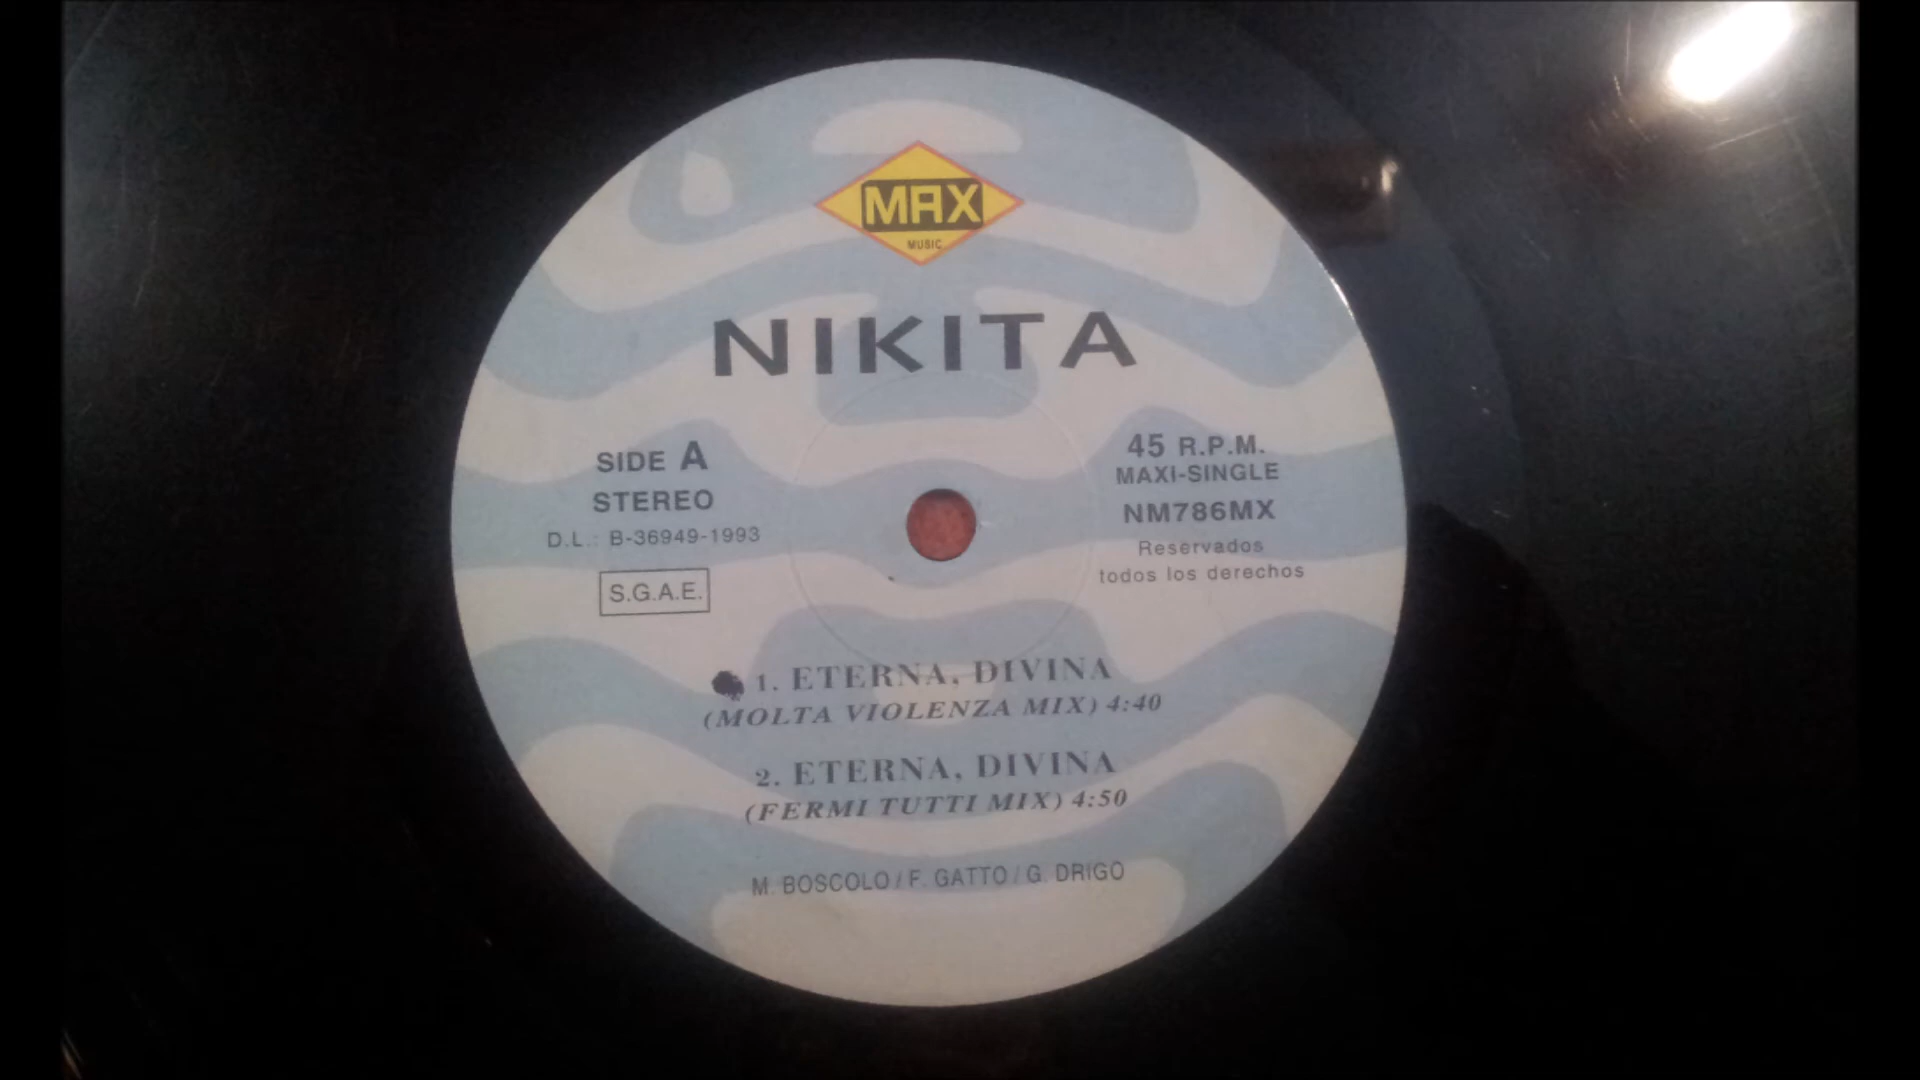 MAX
MUSIC
NIKITA
SIDE A
STEREO
D.L.: B-36949-1993
S.G.A.E.
45 R.P.M.
MAXI-SINGLE
NM786MX
Reservados
todos los derechos
1. ETERNA, DIVINA
(MOLTA VIOLENZA MIX) 4:40
2. ETERNA, DIVINA
(FERMI TUTTI MIX) 4:50
M. BOSCOLO / F. GATTO / G. DRIGO